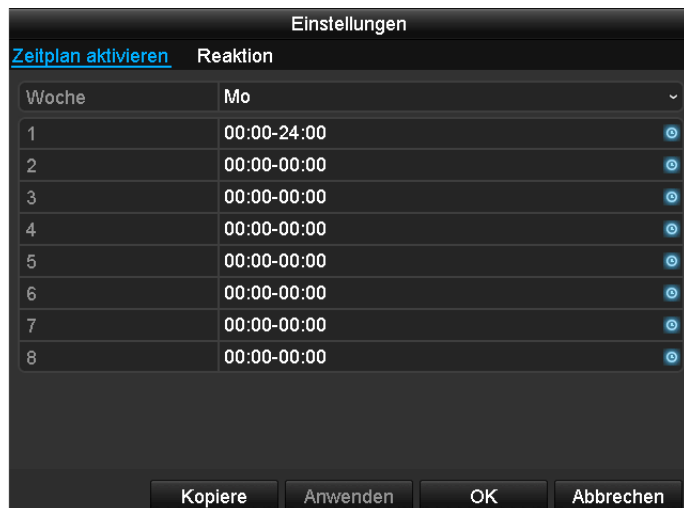 Einstellungen
Zeitplan aktivieren Reaktion
Woche Mo
1 00:00-24:00
2 00:00-00:00
3 00:00-00:00
4 00:00-00:00
5 00:00-00:00
6 00:00-00:00
7 00:00-00:00
8 00:00-00:00
Kopiere Anwenden OK Abbrechen